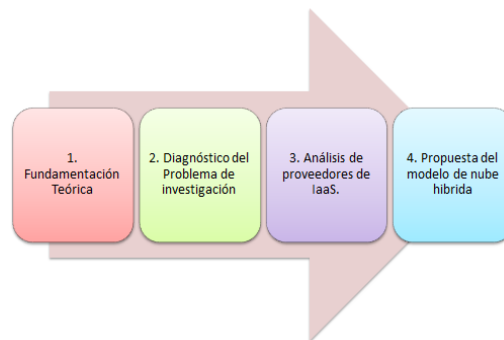 1.
Fundamentación
Teórica
2. Diagnóstico del
Problema de
investigación
3. Análisis de
proveedores de
IaaS.
4. Propuesta del
modelo de nube
hibrida